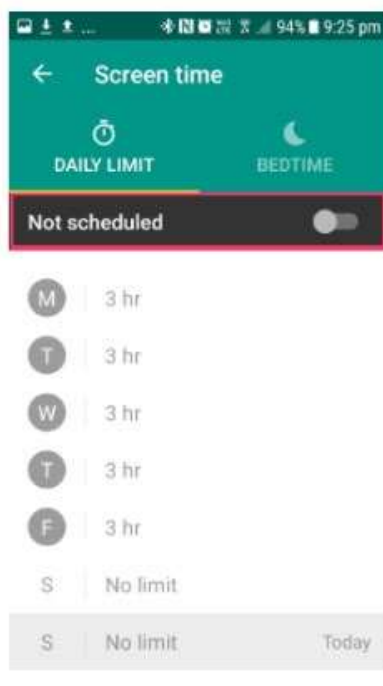 ... 94% 9:25 pm
Screen time
DAILY LIMIT BEDTIME
Not scheduled
M 3 hr
T 3 hr
W 3 hr
T 3 hr
F 3 hr
S No limit
S No limit Today